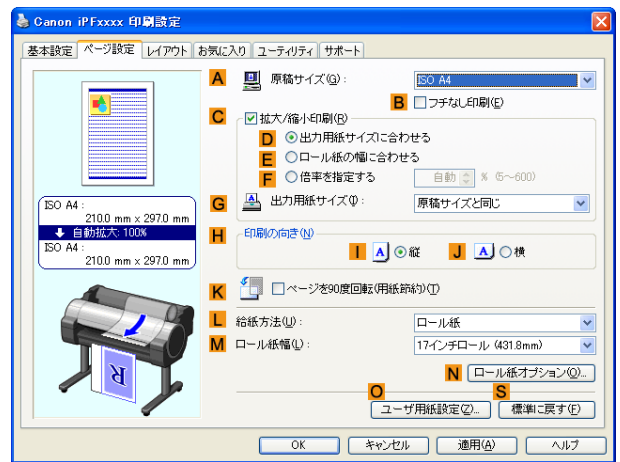 Canon iPFxxxx 印刷設定
基本設定 ページ設定 レイアウト お気に入り ユーティリティ サポート
A 原稿サイズ(G): ISO A4
B フチなし印刷(E)
C 拡大/縮小印刷(R)
D 出力用紙サイズに合わせる
E ロール紙の幅に合わせる
F 倍率を指定する 自動 % (5～600)
G 出力用紙サイズ(I): 原稿サイズと同じ
ISO A4 :
210.0 mm x 297.0 mm
自動拡大: 100%
ISO A4 :
210.0 mm x 297.0 mm
H 印刷の向き(N)
I A 縦 J A 横
K ページを90度回転(用紙節約)(T)
L 給紙方法(U): ロール紙
M ロール紙幅(L): 17インチロール (431.8mm)
N ロール紙オプション(O)...
O S
ユーザ用紙設定(Z)... 標準に戻す(F)
R
OK キャンセル 適用(A) ヘルプ